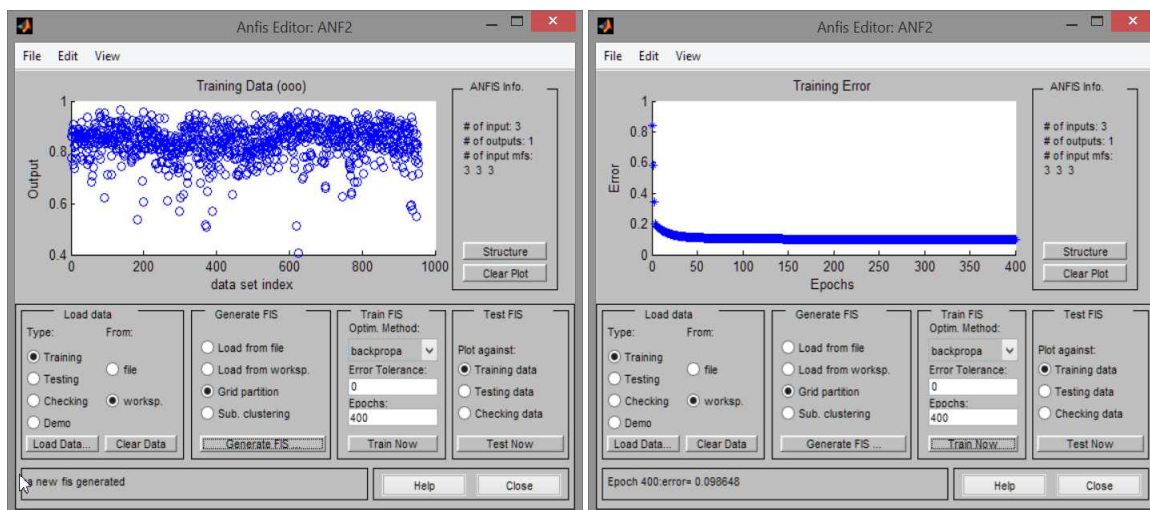 Anfis Editor: ANF2
File Edit View
Training Data (ooo)
Output
1
0.8
0.6
0.4
0 200 400 600 800 1000
data set index
ANFIS Info.
# of input: 3
# of outputs: 1
# of input mfs:
3 3 3
Structure
Clear Plot
Load data
Type: From:
Training
Testing
Checking
Demo
file
worksp.
Load Data... Clear Data
Generate FIS
Load from file
Load from worksp.
Grid partition
Sub. clustering
Generate FIS ...
Train FIS
Optim. Method:
backpropa
Error Tolerance:
0
Epochs:
400
Train Now
Test FIS
Plot against:
Training data
Testing data
Checking data
Test Now
a new fis generated
Help Close
Anfis Editor: ANF2
File Edit View
Training Error
Error
1
0.8
0.6
0.4
0.2
0
0 50 100 150 200 250 300 350 400
Epochs
ANFIS Info.
# of inputs: 3
# of outputs: 1
# of input mfs:
3 3 3
Structure
Clear Plot
Load data
Type: From:
Training
Testing
Checking
Demo
file
worksp.
Load Data... Clear Data
Generate FIS
Load from file
Load from worksp.
Grid partition
Sub. clustering
Generate FIS ...
Train FIS
Optim. Method:
backpropa
Error Tolerance:
0
Epochs:
400
Train Now
Test FIS
Plot against:
Training data
Testing data
Checking data
Test Now
Epoch 400:error= 0.098648
Help Close